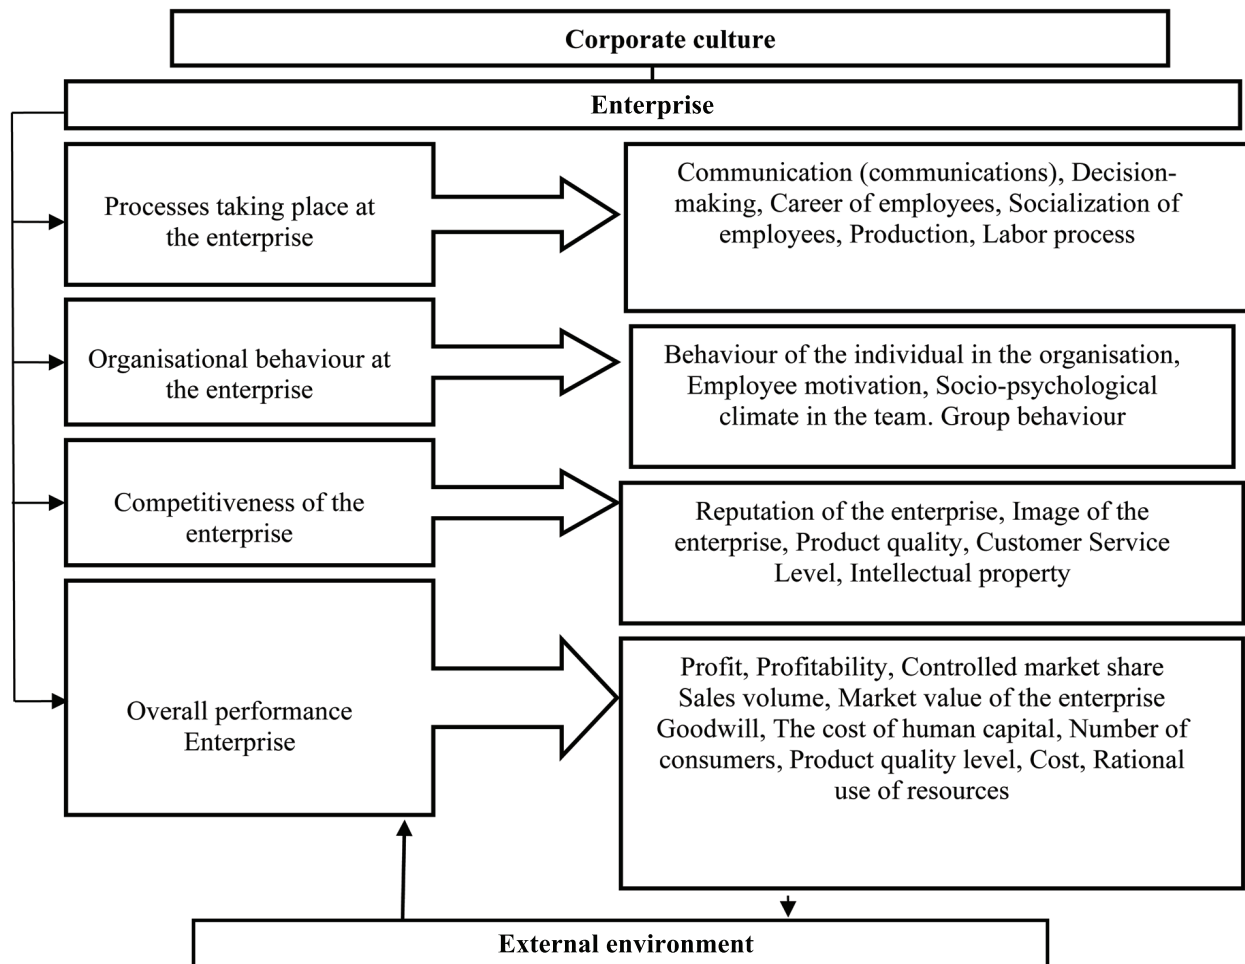 Corporate culture
Enterprise
Processes taking place at
the enterprise
Communication (communications), Decision-
making, Career of employees, Socialization of
employees, Production, Labor process
Organisational behaviour at
the enterprise
Behaviour of the individual in the organisation,
Employee motivation, Socio-psychological
climate in the team. Group behaviour
Competitiveness of the
enterprise
Reputation of the enterprise, Image of the
enterprise, Product quality, Customer Service
Level, Intellectual property
Overall performance
Enterprise
Profit, Profitability, Controlled market share
Sales volume, Market value of the enterprise
Goodwill, The cost of human capital, Number of
consumers, Product quality level, Cost, Rational
use of resources
External environment